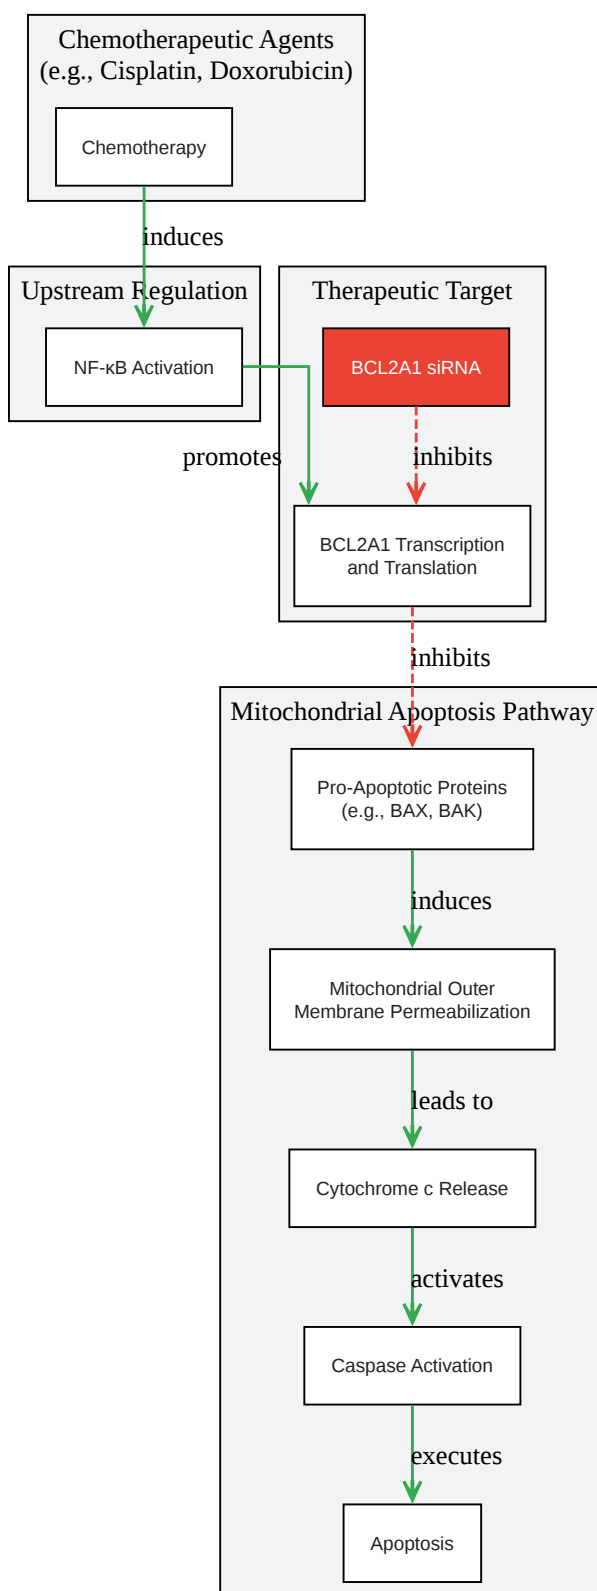 Chemotherapeutic Agents
(e.g., Cisplatin, Doxorubicin)
Chemotherapy
induces
Upstream Regulation
NF-κB Activation
promotes
Therapeutic Target
BCL2A1 siRNA
inhibits
BCL2A1 Transcription
and Translation
inhibits
Mitochondrial Apoptosis Pathway
Pro-Apoptotic Proteins
(e.g., BAX, BAK)
induces
Mitochondrial Outer
Membrane Permeabilization
leads to
Cytochrome c Release
activates
Caspase Activation
executes
Apoptosis